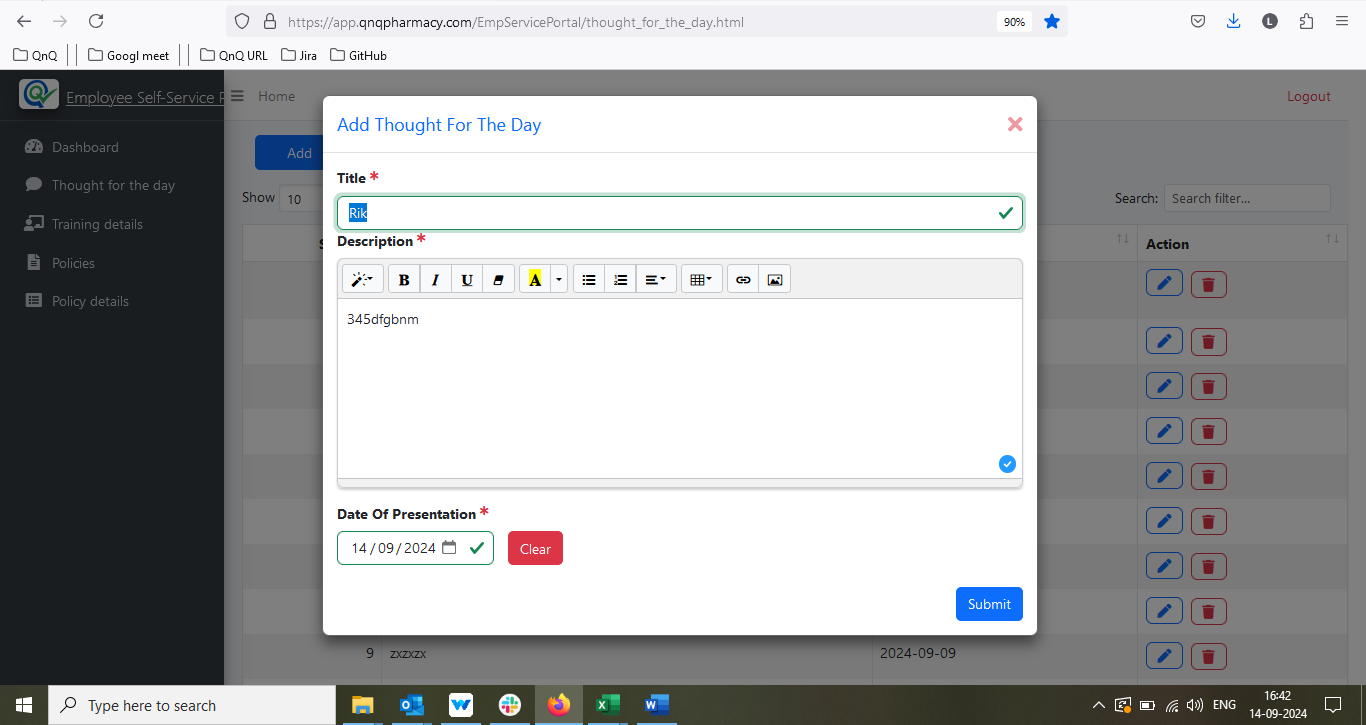 https://app.qnqpharmacy.com/EmpServicePortal/thought_for_the_day.html
90%
L
QnQ
Googl meet
QnQ URL
Jira
GitHub
Employee Self-Service
Home
Logout
Dashboard
Thought for the day
Training details
Policies
Policy details
Add
Show 10
Search: Search filter...
Action
Add Thought For The Day
Title *
Rik
Description *
B I U A
345dfgbnm
Date Of Presentation *
14/09/2024
Clear
Submit
9 zxzxzx 2024-09-09
Type here to search
ENG
16:42
14-09-2024